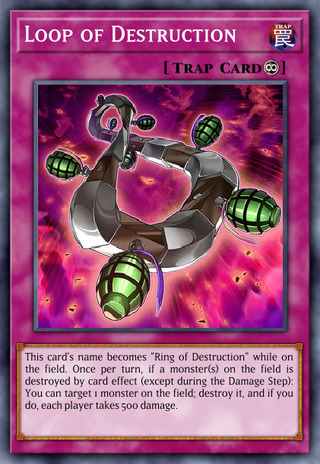 Loop of Destruction
TRAP
罠
[Trap Card]
This card's name becomes "Ring of Destruction" while on
the field. Once per turn, if a monster(s) on the field is
destroyed by card effect (except during the Damage Step):
You can target 1 monster on the field; destroy it, and if you
do, each player takes 500 damage.